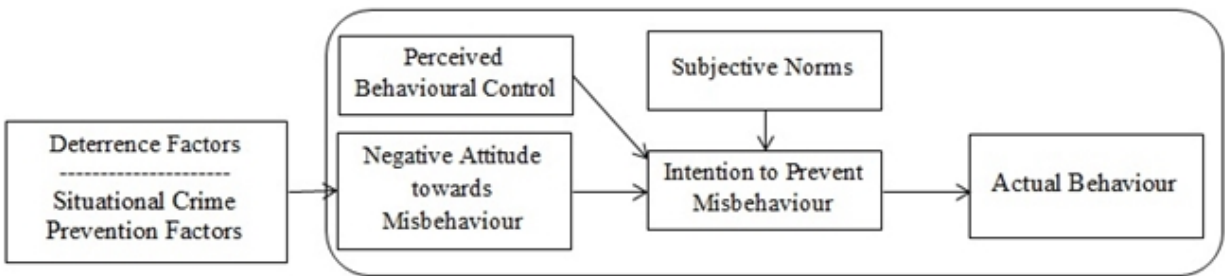 Perceived
Behavioural Control
Subjective Norms
Deterrence Factors
---------------------
Situational Crime
Prevention Factors
Negative Attitude
towards
Misbehaviour
Intention to Prevent
Misbehaviour
Actual Behaviour